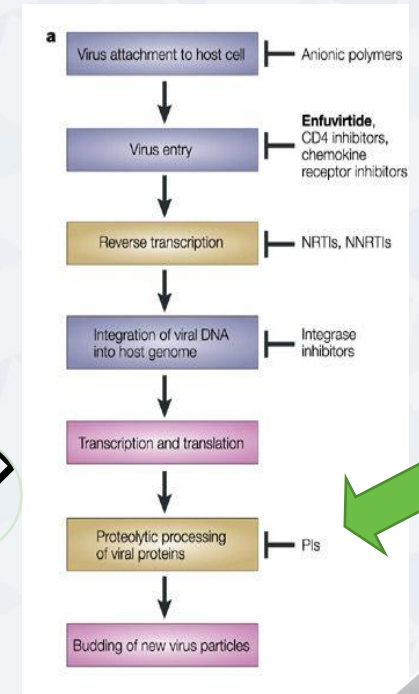 a
Virus attachment to host cell
Anionic polymers
Virus entry
Enfuvirtide,
CD4 inhibitors,
chemokine
receptor inhibitors
Reverse transcription
NRTIs, NNRTIs
Integration of viral DNA
into host genome
Integrase
inhibitors
Transcription and translation
Proteolytic processing
of viral proteins
PIs
Budding of new virus particles